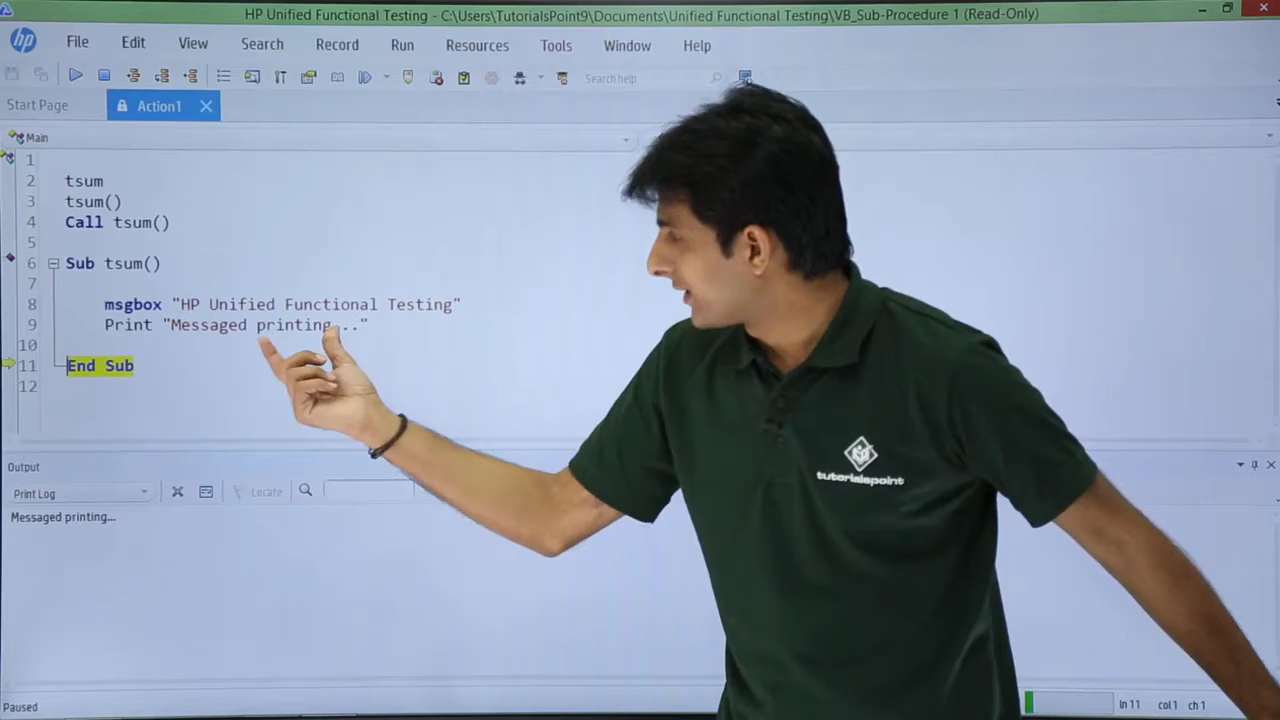 HP Unified Functional Testing - C:\Users\TutorialsPoint9\Documents\Unified Functional Testing\VB_Sub-Procedure 1 (Read-Only)
hp File Edit View Search Record Run Resources Tools Window Help
Search help
Start Page Action1
Main
1
2 tsum
3 tsum()
4 Call tsum()
5
6 Sub tsum()
7
8 msgbox "HP Unified Functional Testing"
9 Print "Messaged printing..."
10
11 End Sub
12
tutorialspoint
Output
Print Log Locate
Messaged printing...
Paused ln 11 col 1 ch 1